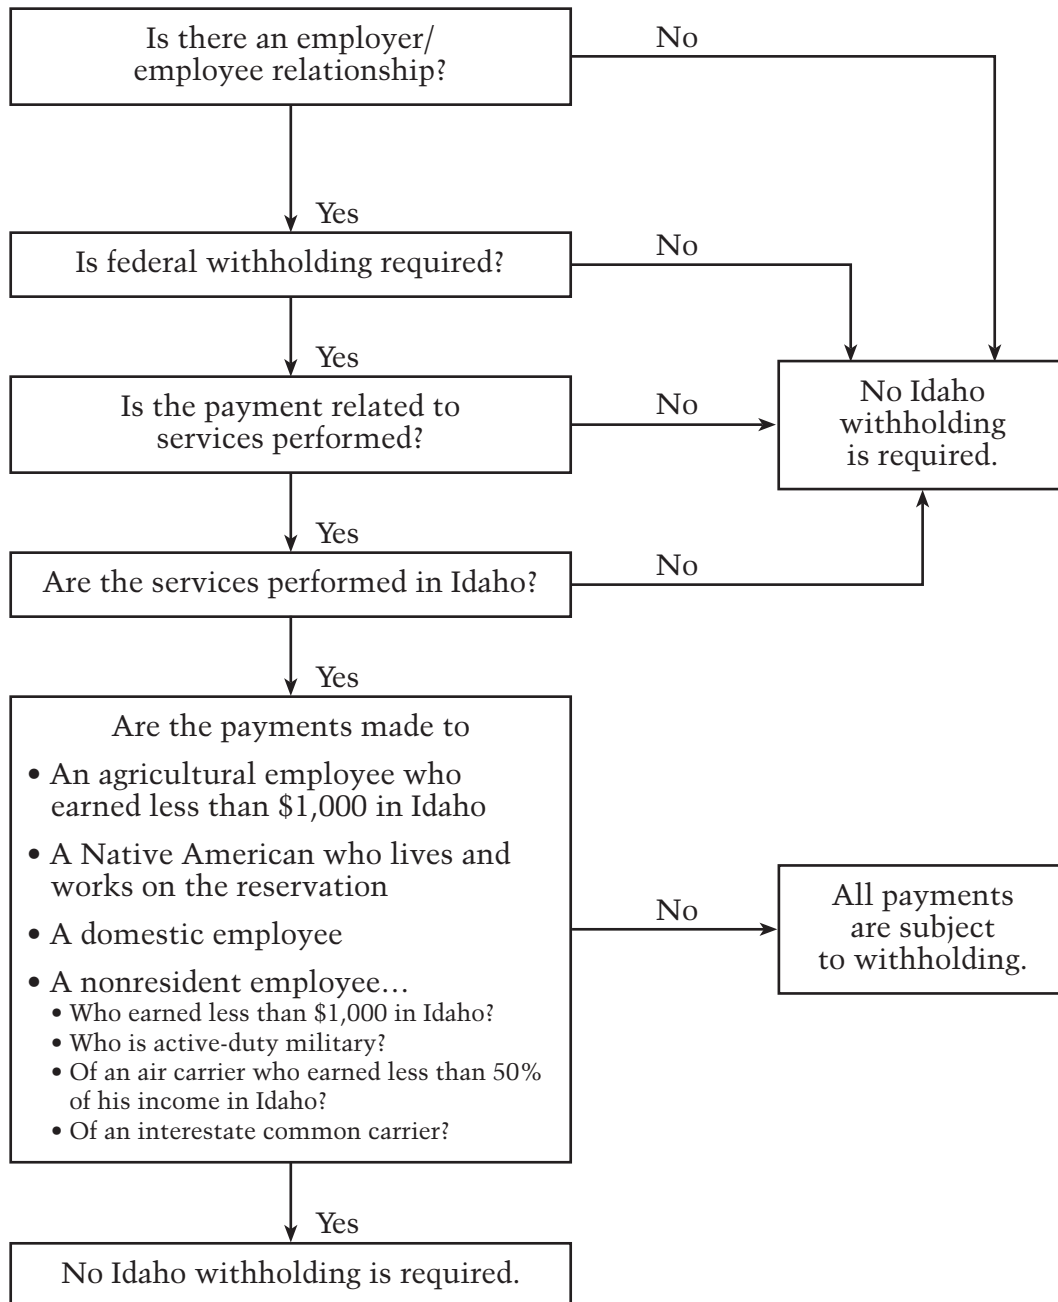 Is there an employer/
employee relationship?
No
Yes
Is federal withholding required?
No
Yes
Is the payment related to
services performed?
No
No Idaho
withholding
is required.
Yes
Are the services performed in Idaho?
No
Yes
Are the payments made to
• An agricultural employee who
earned less than $1,000 in Idaho
• A Native American who lives and
works on the reservation
• A domestic employee
• A nonresident employee…
• Who earned less than $1,000 in Idaho?
• Who is active-duty military?
• Of an air carrier who earned less than 50%
of his income in Idaho?
• Of an interestate common carrier?
No
All payments
are subject
to withholding.
Yes
No Idaho withholding is required.